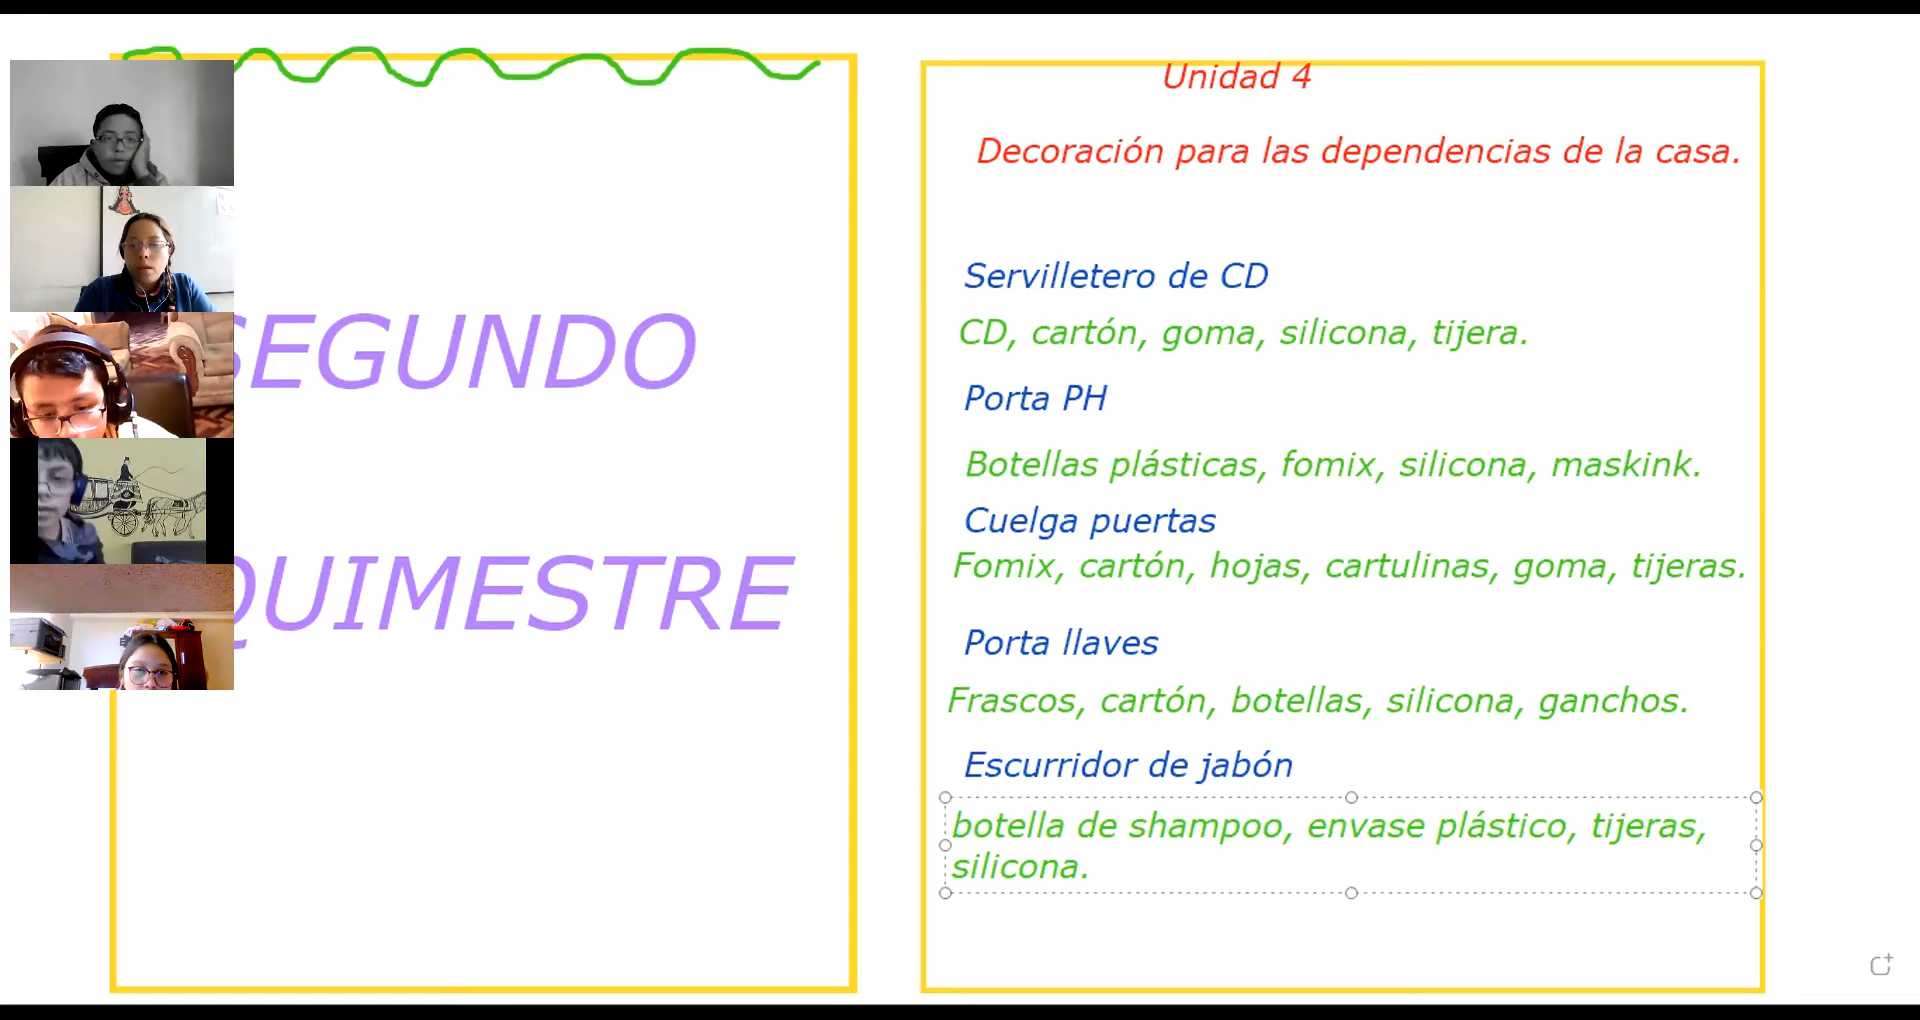 SEGUNDO
QUIMESTRE
Unidad 4
Decoración para las dependencias de la casa.
Servilletero de CD
CD, cartón, goma, silicona, tijera.
Porta PH
Botellas plásticas, fomix, silicona, maskink.
Cuelga puertas
Fomix, cartón, hojas, cartulinas, goma, tijeras.
Porta llaves
Frascos, cartón, botellas, silicona, ganchos.
Escurridor de jabón
botella de shampoo, envase plástico, tijeras,
silicona.